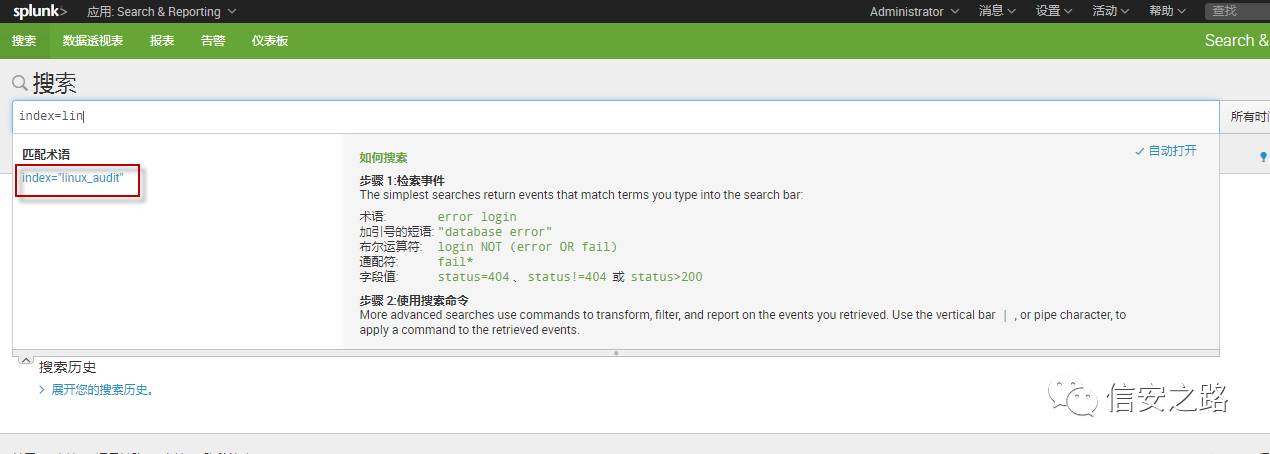 splunk> 应用: Search & Reporting Administrator 消息 设置 活动 帮助 查找
搜索 数据透视表 报表 告警 仪表板 Search &
搜索
index=lin 所有时间
匹配术语
index="linux_audit"
如何搜索 自动打开
步骤 1:检索事件
The simplest searches return events that match terms you type into the search bar:
术语: error login
加引号的短语: "database error"
布尔运算符: login NOT (error OR fail)
通配符: fail*
字段值: status=404 、 status!=404 或 status>200
步骤 2:使用搜索命令
More advanced searches use commands to transform, filter, and report on the events you retrieved. Use the vertical bar | , or pipe character, to
apply a command to the retrieved events.
搜索历史
展开您的搜索历史。
信安之路